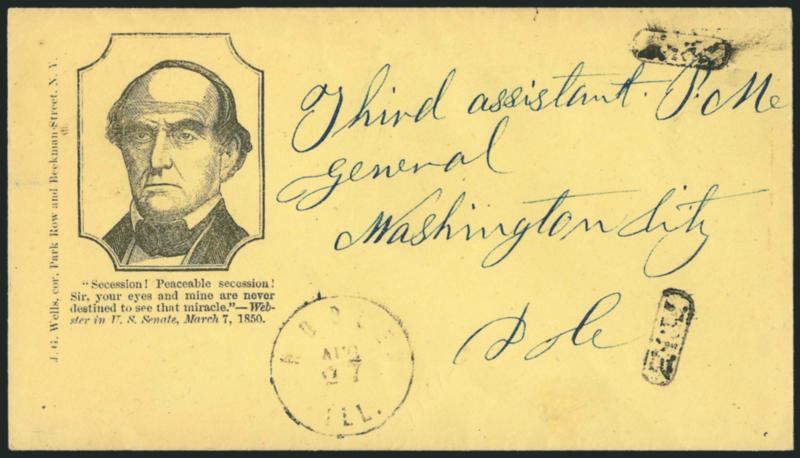 J. G. Wells, cor. Park Row and Beekman Street, N. Y.
"Secession! Peaceable secession!
Sir, your eyes and mine are never
destined to see that miracle."—Web-
ster in U. S. Senate, March 7, 1850.
Third assistant. P. Me
general
Washington City
AUG
27
ILL.